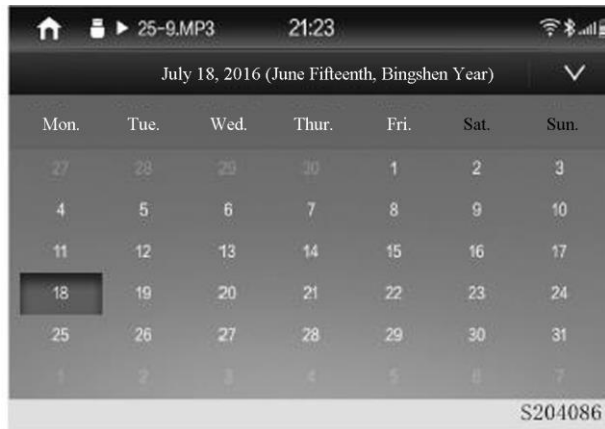 25-9.MP3 21:23
July 18, 2016 (June Fifteenth, Bingshen Year)
Mon. Tue. Wed. Thur. Fri. Sat. Sun.
27 28 29 30 1 2 3
4 5 6 7 8 9 10
11 12 13 14 15 16 17
18 19 20 21 22 23 24
25 26 27 28 29 30 31
1 2 3 4 5 6 7
S204086